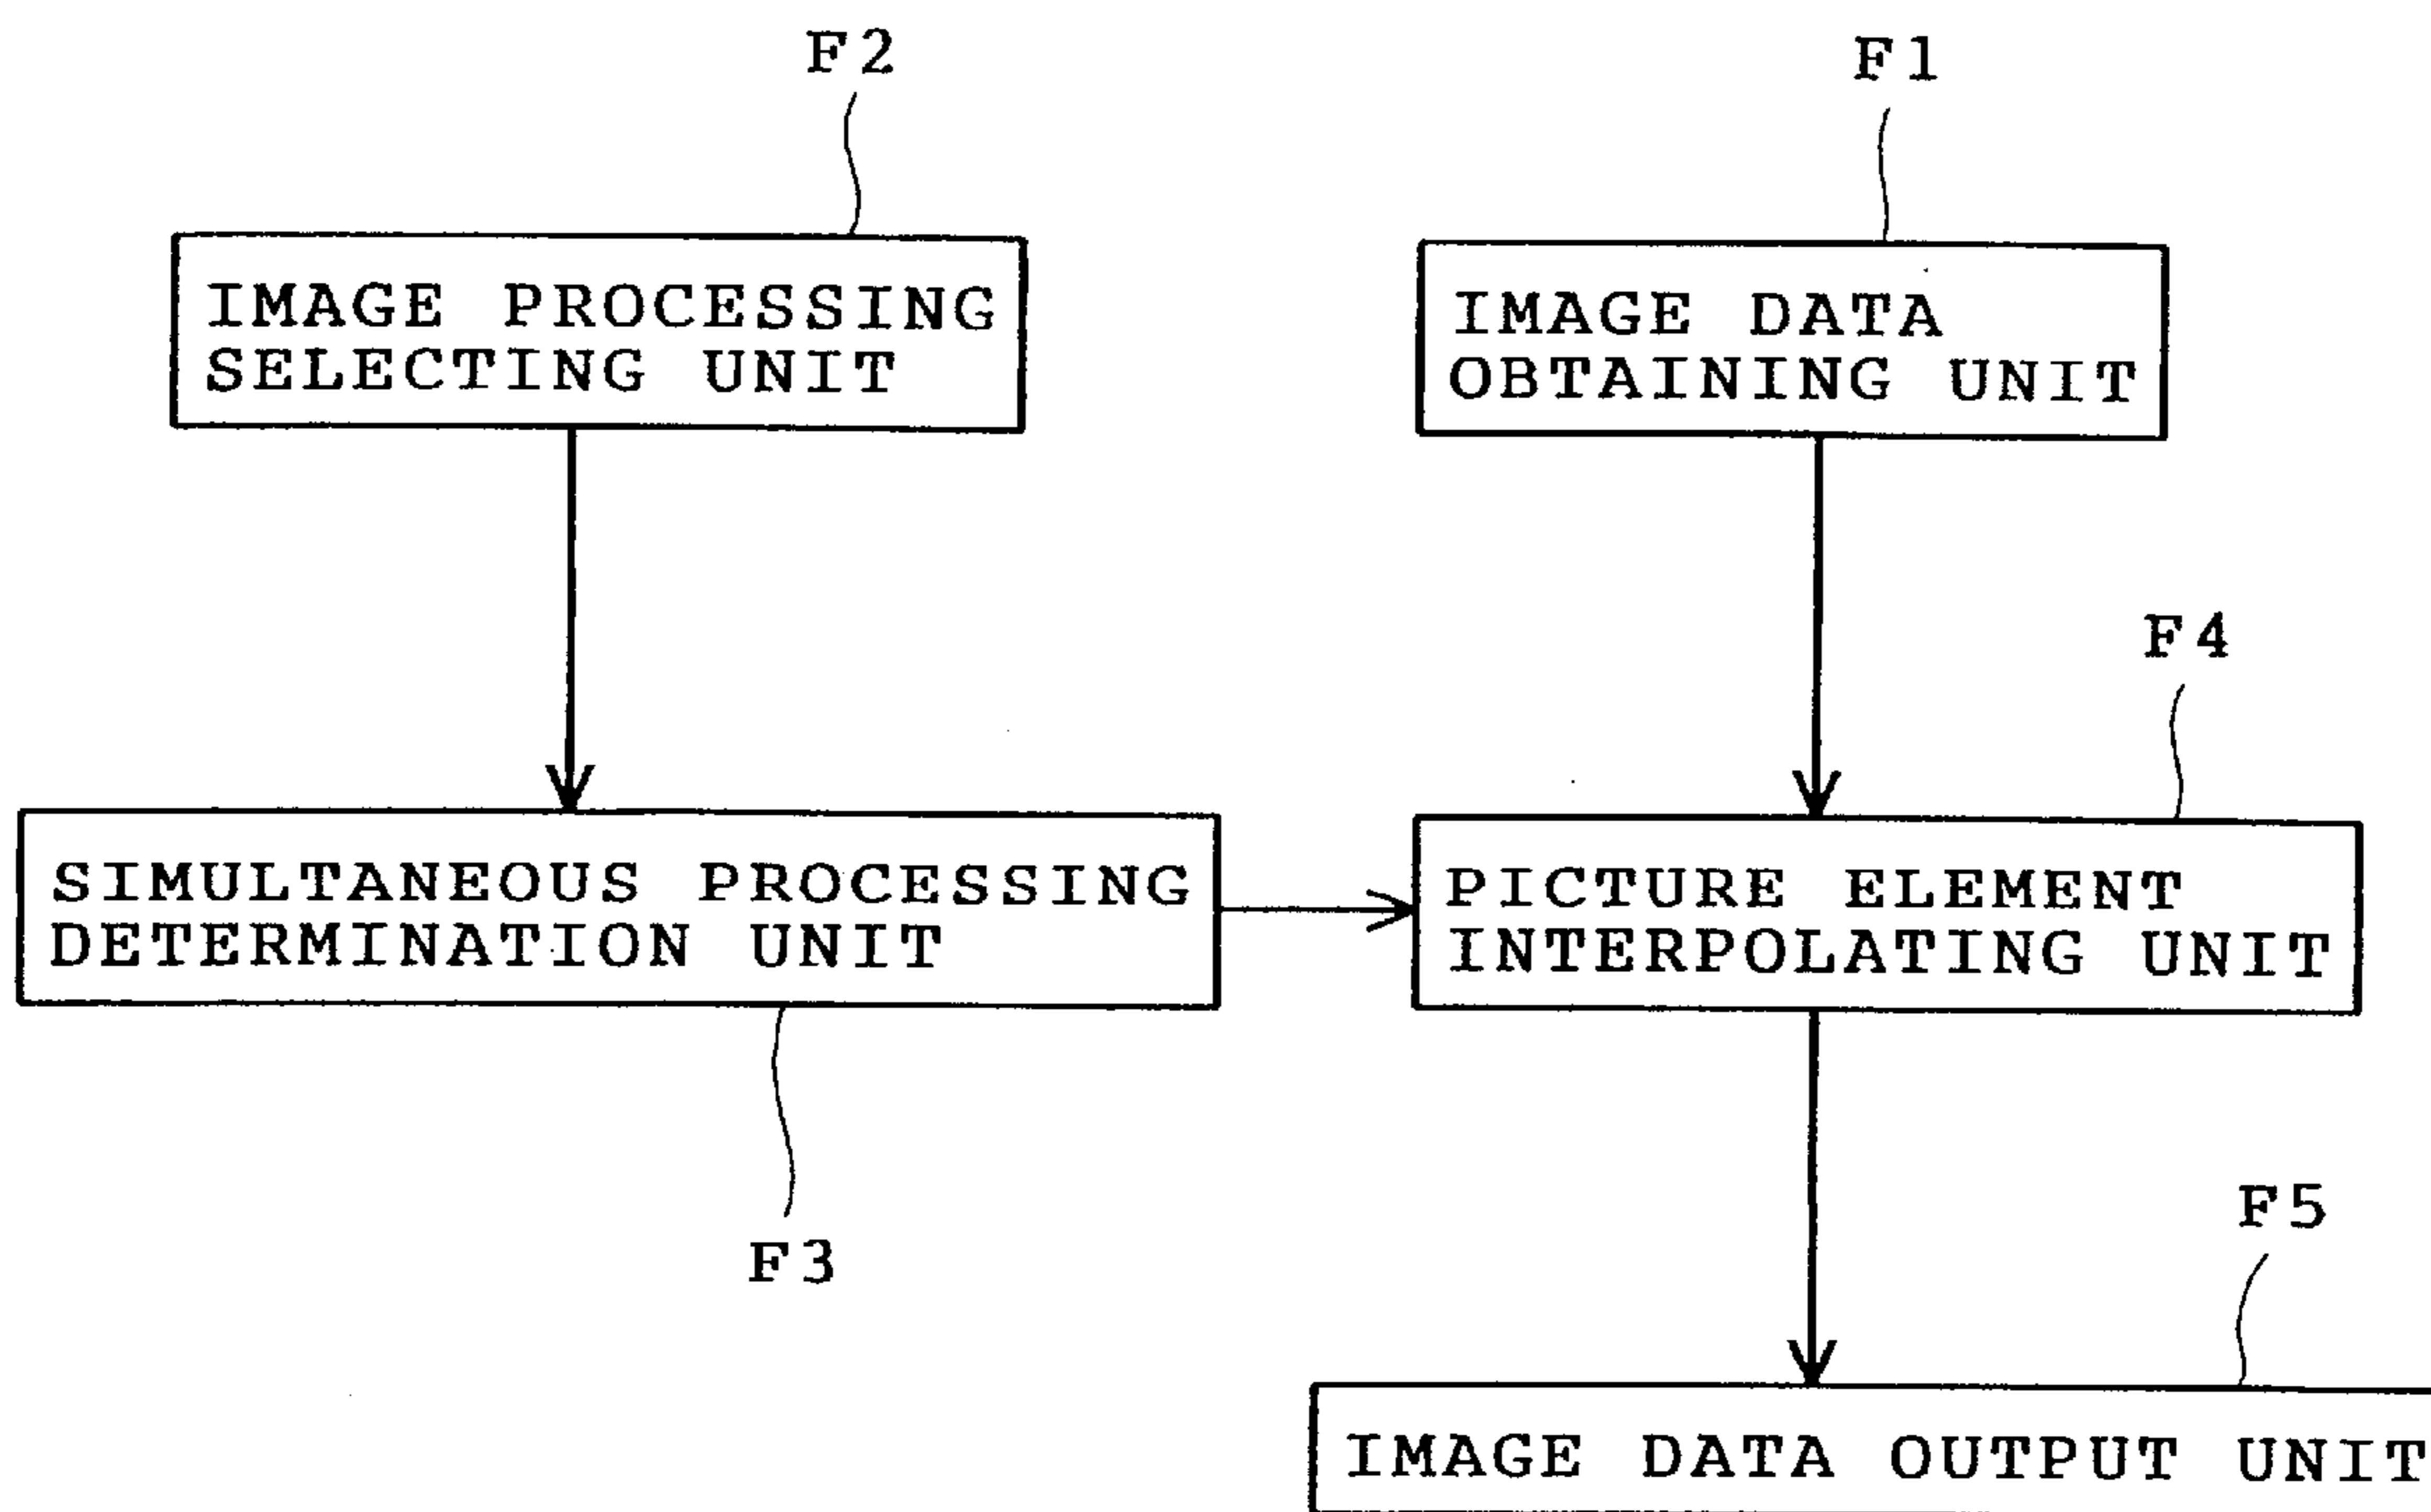 F2
F1
IMAGE PROCESSING
SELECTING UNIT
IMAGE DATA
OBTAINING UNIT
F4
SIMULTANEOUS PROCESSING
DETERMINATION UNIT
PICTURE ELEMENT
INTERPOLATING UNIT
F3
F5
IMAGE DATA OUTPUT UNIT